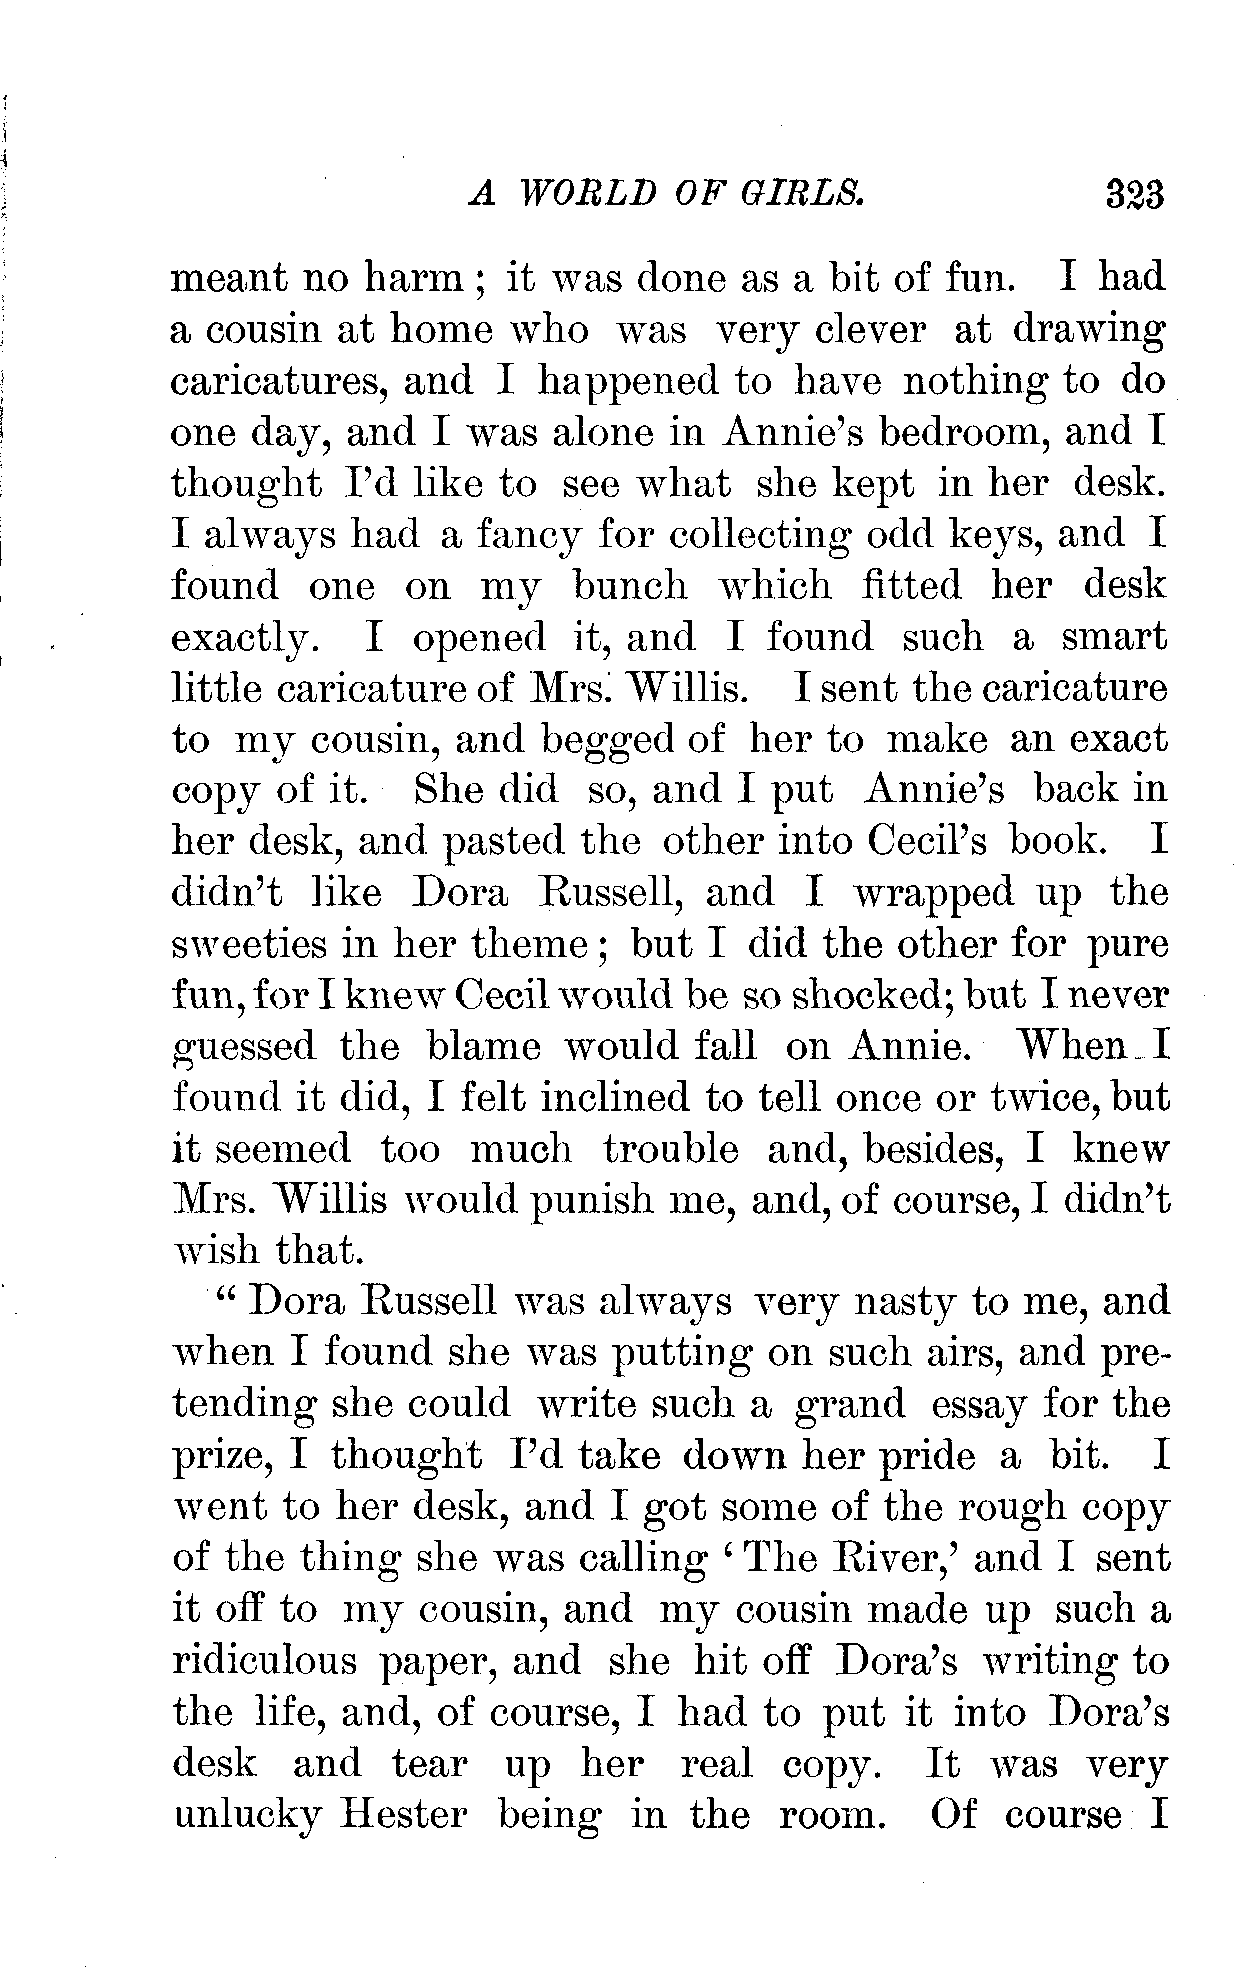 A WORLD OF GIRLS. 323
meant no harm ; it was done as a bit of fun. I had
a cousin at home who was very clever at drawing
caricatures, and I happened to have nothing to do
one day, and I was alone in Annie's bedroom, and I
thought I'd like to see what she kept in her desk.
I always had a fancy for collecting odd keys, and I
found one on my bunch which fitted her desk
exactly. I opened it, and I found such a smart
little caricature of Mrs. Willis. I sent the caricature
to my cousin, and begged of her to make an exact
copy of it. She did so, and I put Annie's back in
her desk, and pasted the other into Cecil's book. I
didn't like Dora Russell, and I wrapped up the
sweeties in her theme ; but I did the other for pure
fun, for I knew Cecil would be so shocked; but I never
guessed the blame would fall on Annie. When I
found it did, I felt inclined to tell once or twice, but
it seemed too much trouble and, besides, I knew
Mrs. Willis would punish me, and, of course, I didn't
wish that.
" Dora Russell was always very nasty to me, and
when I found she was putting on such airs, and pre-
tending she could write such a grand essay for the
prize, I thought I'd take down her pride a bit. I
went to her desk, and I got some of the rough copy
of the thing she was calling ' The River,' and I sent
it off to my cousin, and my cousin made up such a
ridiculous paper, and she hit off Dora's writing to
the life, and, of course, I had to put it into Dora's
desk and tear up her real copy. It was very
unlucky Hester being in the room. Of course I